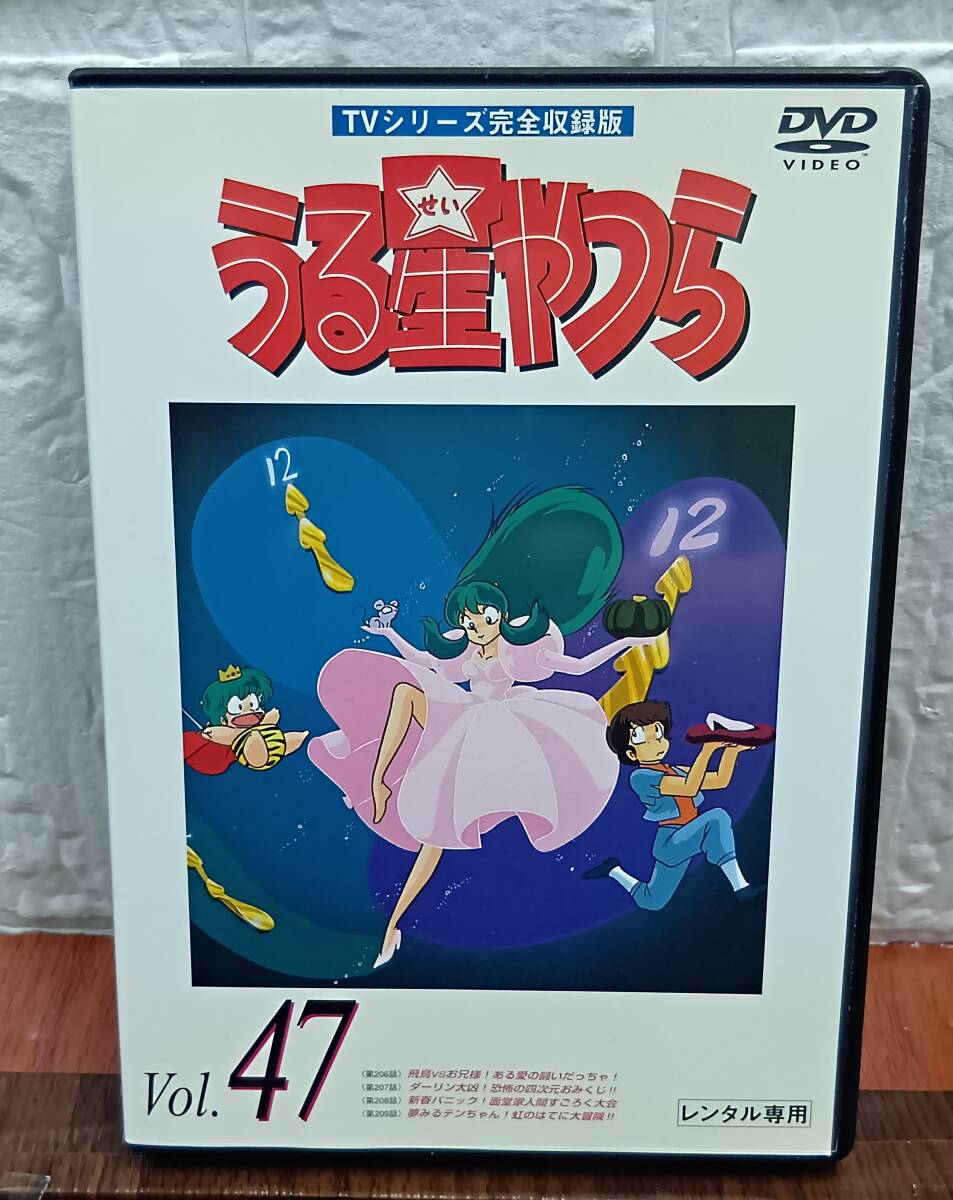 TVシリーズ完全収録版
DVD
VIDEO™
うる星やつら
せい
12
12
Vol. 47
〈第206話〉飛鳥VSお兄様！ある愛の闘いだっちゃ！
〈第207話〉ダーリン大凶！恐怖の四次元おみくじ!!
〈第208話〉新春パニック！面堂家人間すごろく大会
〈第209話〉夢みるテンちゃん！虹のはてに大冒険!!
レンタル専用